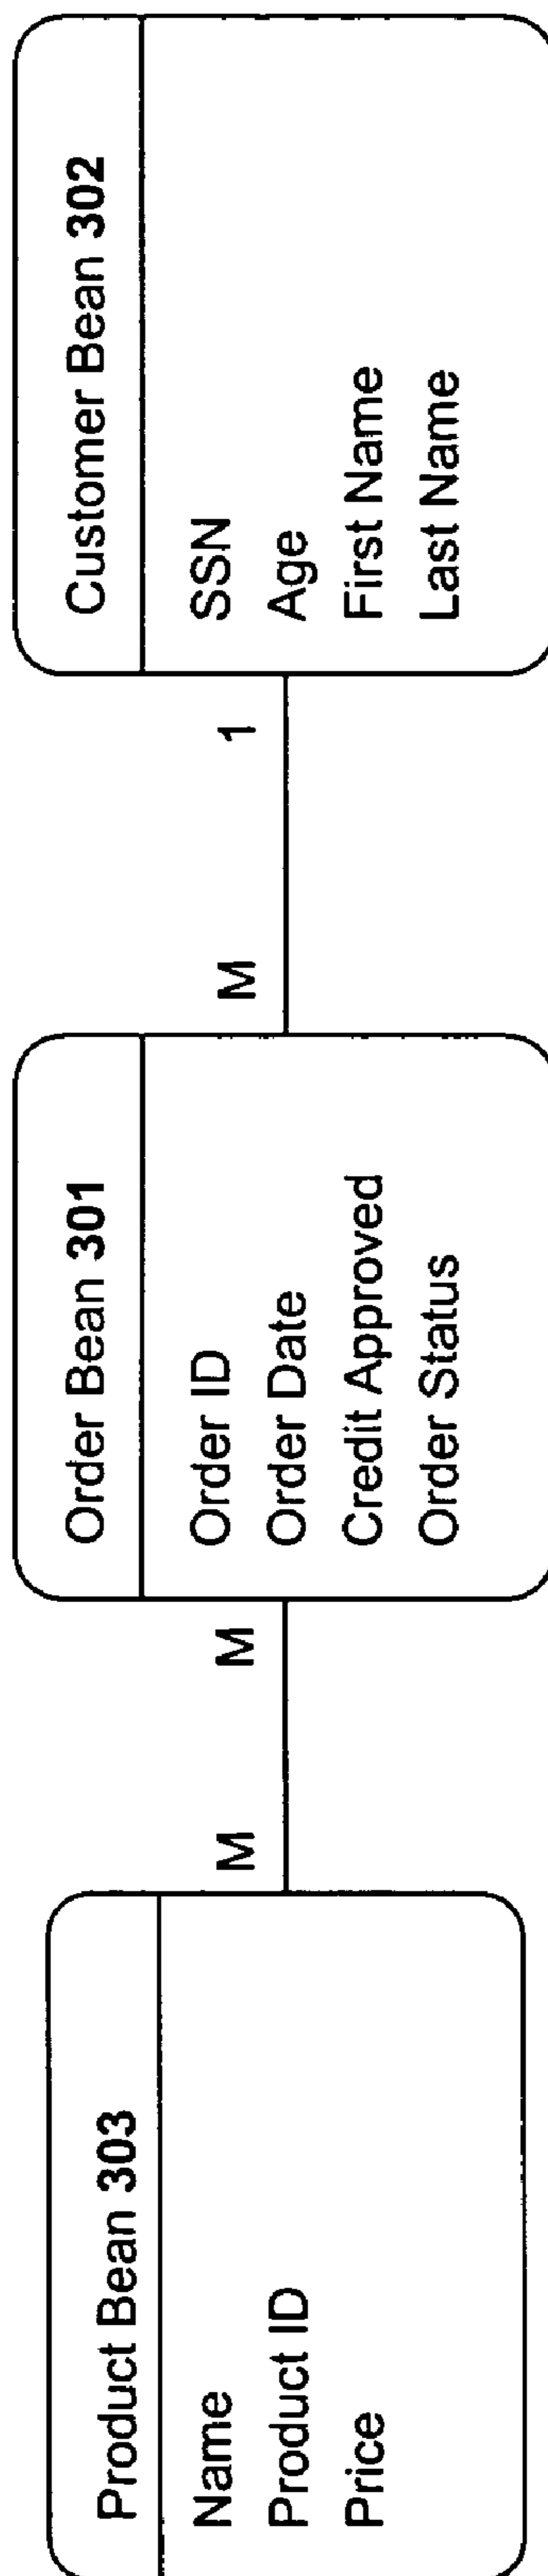 Product Bean 303
Name
Product ID
Price
M
M
Order Bean 301
Order ID
Order Date
Credit Approved
Order Status
M
1
Customer Bean 302
SSN
Age
First Name
Last Name